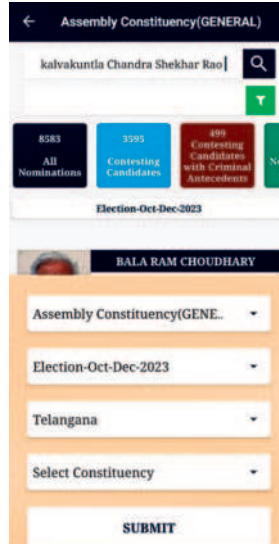 Assembly Constituency(GENERAL)
kalvakuntla Chandra Shekhar Rao
8583
All
Nominations
3595
Contesting
Candidates
499
Contesting
Candidates
with Criminal
Antecedents
Election-Oct-Dec-2023
BALA RAM CHOUDHARY
Assembly Constituency(GENE..
Election-Oct-Dec-2023
Telangana
Select Constituency
SUBMIT